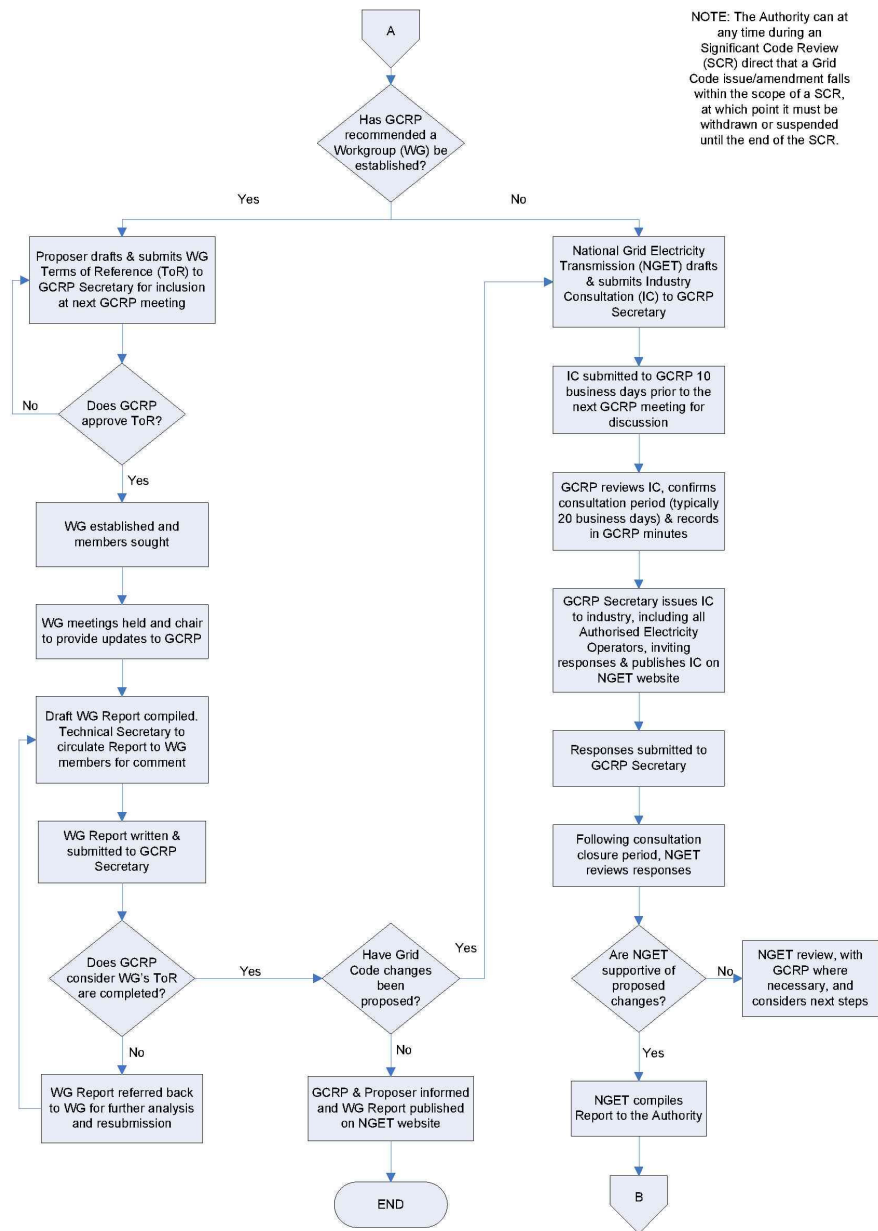 A
NOTE: The Authority can at
any time during an
Significant Code Review
(SCR) direct that a Grid
Code issue/amendment falls
within the scope of a SCR,
at which point it must be
withdrawn or suspended
until the end of the SCR.
Has GCRP
recommended a
Workgroup (WG) be
established?
Yes
No
Proposer drafts & submits WG
Terms of Reference (ToR) to
GCRP Secretary for inclusion
at next GCRP meeting
No
Does GCRP
approve ToR?
Yes
WG established and
members sought
WG meetings held and chair
to provide updates to GCRP
Draft WG Report compiled.
Technical Secretary to
circulate Report to WG
members for comment
WG Report written &
submitted to GCRP
Secretary
Does GCRP
consider WG's ToR
are completed?
Yes
No
WG Report referred back
to WG for further analysis
and resubmission
Have Grid
Code changes
been
proposed?
Yes
No
GCRP & Proposer informed
and WG Report published
on NGET website
END
National Grid Electricity
Transmission (NGET) drafts
& submits Industry
Consultation (IC) to GCRP
Secretary
IC submitted to GCRP 10
business days prior to the
next GCRP meeting for
discussion
GCRP reviews IC, confirms
consultation period (typically
20 business days) & records
in GCRP minutes
GCRP Secretary issues IC
to industry, including all
Authorised Electricity
Operators, inviting
responses & publishes IC on
NGET website
Responses submitted to
GCRP Secretary
Following consultation
closure period, NGET
reviews responses
Are NGET
supportive of
proposed
changes?
No
NGET review, with
GCRP where
necessary, and
considers next steps
Yes
NGET compiles
Report to the Authority
B